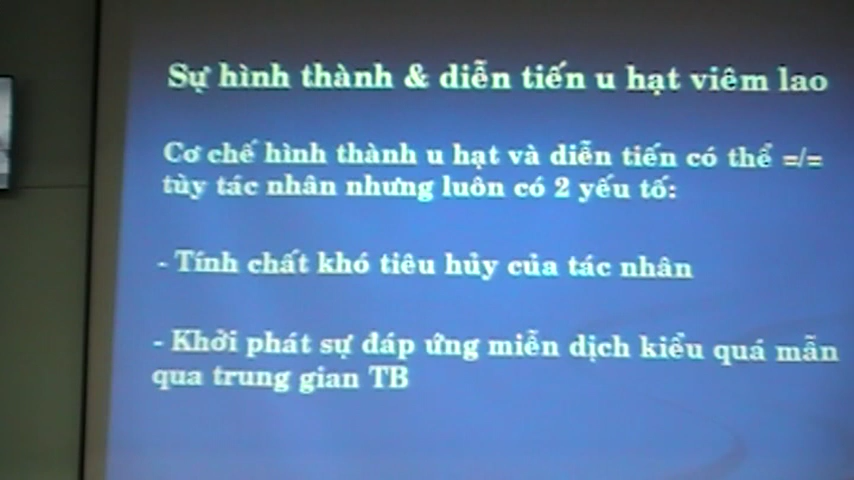 Sự hình thành & diễn tiến u hạt viêm lao
Cơ chế hình thành u hạt và diễn tiến có thể =/=
tùy tác nhân nhưng luôn có 2 yếu tố:
- Tính chất khó tiêu hủy của tác nhân
- Khởi phát sự đáp ứng miễn dịch kiểu quá mẫn
qua trung gian TB